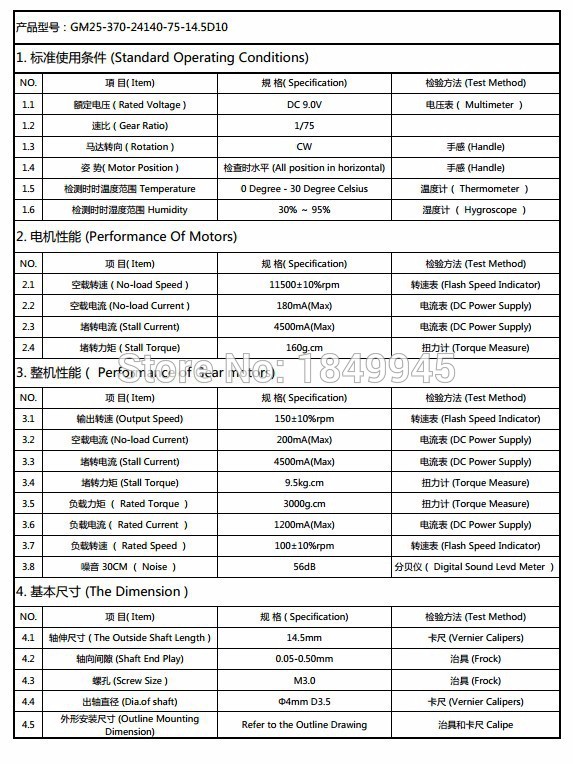 产品型号：GM25-370-24140-75-14.5D10
1. 标准使用条件 (Standard Operating Conditions)
NO. 項 目( Item) 規 格( Specification) 检验方法 (Test Method)
1.1 額定电压 ( Rated Voltage ) DC 9.0V 电压表 ( Multimeter )
1.2 速比 ( Gear Ratio) 1/75
1.3 马达转向 ( Rotation ) CW 手感 (Handle)
1.4 姿 势( Motor Position ) 检查时水平 (All position in horizontal) 手感 (Handle)
1.5 检测时时温度范围 Temperature 0 Degree - 30 Degree Celsius 温度计 ( Thermometer )
1.6 检测时时湿度范围 Humidity 30% ~ 95% 湿度计 ( Hygroscope )
2. 电机性能 (Performance Of Motors)
NO. 項 目( Item) 規 格( Specification) 检验方法 (Test Method)
2.1 空载转速 ( No-load Speed ) 11500±10%rpm 转速表 (Flash Speed Indicator)
2.2 空载电流 ( No-load Current ) 180mA(Max) 电流表 (DC Power Supply)
2.3 堵转电流 (Stall Current) 4500mA(Max) 电流表 (DC Power Supply)
2.4 堵转力矩 ( Stall Torque) 160g.cm 扭力计 (Torque Measure)
Store No: 1849945
3. 整机性能 ( Performance of Gear motors)
NO. 項 目( Item) 規 格( Specification) 检验方法 (Test Method)
3.1 输出转速 (Output Speed) 150±10%rpm 转速表 (Flash Speed Indicator)
3.2 空载电流 (No-load Current) 200mA(Max) 电流表 (DC Power Supply)
3.3 堵转电流 (Stall Current) 4500mA(Max) 电流表 (DC Power Supply)
3.4 堵转力矩 (Stall Torque) 9.5kg.cm 扭力计 (Torque Measure)
3.5 负载力矩 ( Rated Torque ) 3000g.cm 扭力计 (Torque Measure)
3.6 负载电流 ( Rated Current ) 1200mA(Max) 电流表 (DC Power Supply)
3.7 负载转速 ( Rated Speed ) 100±10%rpm 转速表 (Flash Speed Indicator)
3.8 噪音 30CM ( Noise ) 56dB 分贝仪 ( Digital Sound Levd Meter )
4. 基本尺寸 (The Dimension )
NO. 項 目( Item) 規 格 ( Specification) 检验方法 (Test Method)
4.1 轴伸尺寸 ( The Outside Shaft Length ) 14.5mm 卡尺 (Vernier Calipers)
4.2 轴向间隙 (Shaft End Play) 0.05-0.50mm 治具 (Frock)
4.3 螺孔 (Screw Size ) M3.0 治具 (Frock)
4.4 出轴直径 (Dia.of shaft) Φ4mm D3.5 卡尺 (Vernier Calipers)
4.5 外形安装尺寸 (Outline Mounting Dimension) Refer to the Outline Drawing 治具和卡尺 Calipe